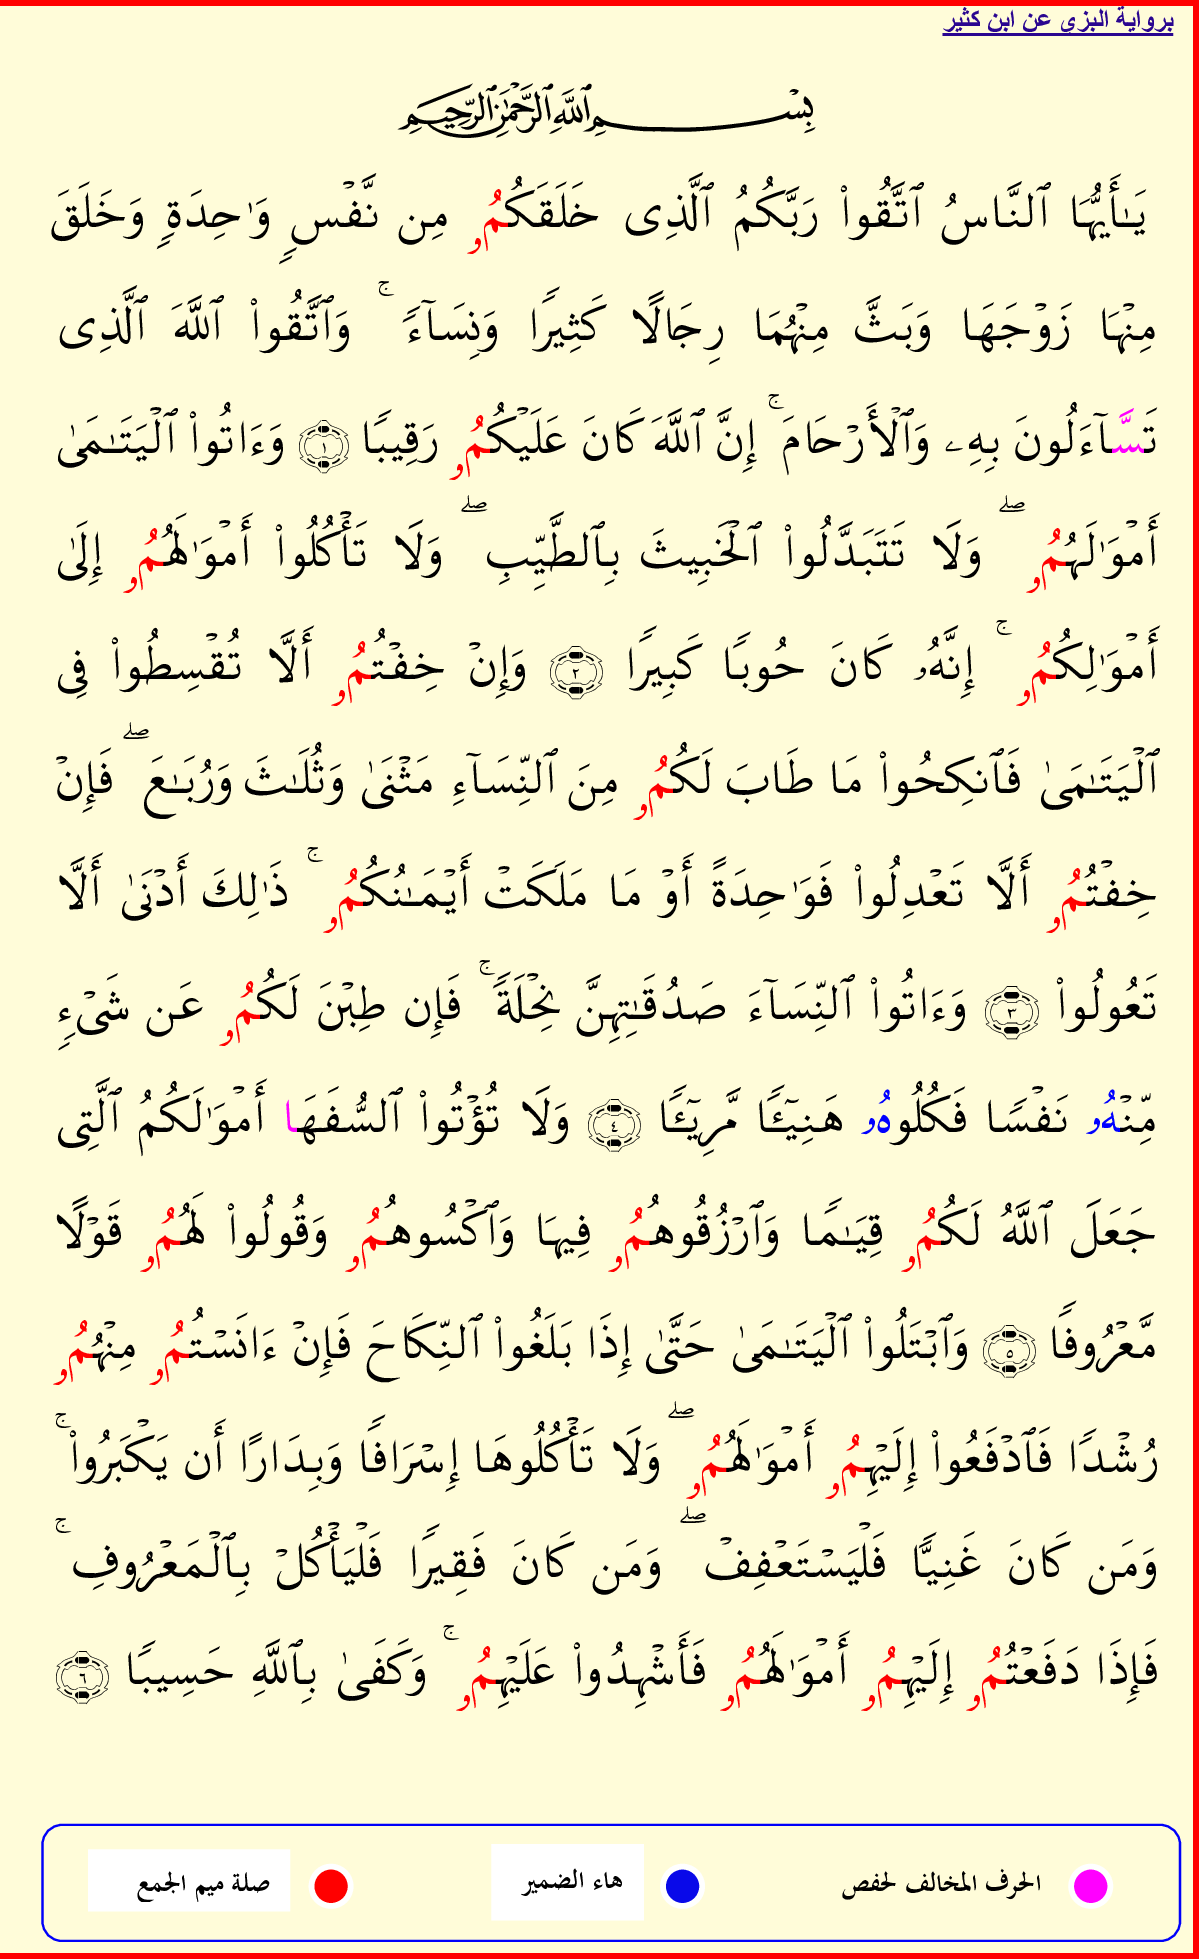 برواية البزي عن ابن كثير
بِسْمِ ٱللَّهِ ٱلرَّحْمَٰنِ ٱلرَّحِيمِ
يَـٰٓأَيُّهَا ٱلنَّاسُ ٱتَّقُوا۟ رَبَّكُمُ ٱلَّذِى خَلَقَكُمُۥ مِن نَّفْسٍ وَٰحِدَةٍ وَخَلَقَ
مِنْهَا زَوْجَهَا وَبَثَّ مِنْهُمَا رِجَالًا كَثِيرًا وَنِسَآءً ۚ وَٱتَّقُوا۟ ٱللَّهَ ٱلَّذِى
تَسَّآءَلُونَ بِهِۦ وَٱلْأَرْحَامَ ۚ إِنَّ ٱللَّهَ كَانَ عَلَيْكُمُۥ رَقِيبًا ١ وَءَاتُوا۟ ٱلْيَتَـٰمَىٰ
أَمْوَٰلَهُمُۥ ۖ وَلَا تَتَبَدَّلُوا۟ ٱلْخَبِيثَ بِٱلطَّيِّبِ ۖ وَلَا تَأْكُلُوا۟ أَمْوَٰلَهُمُۥ إِلَىٰ
أَمْوَٰلِكُمُۥ ۚ إِنَّهُۥ كَانَ حُوبًا كَبِيرًا ٢ وَإِنْ خِفْتُمُۥ أَلَّا تُقْسِطُوا۟ فِى
ٱلْيَتَـٰمَىٰ فَٱنكِحُوا۟ مَا طَابَ لَكُمُۥ مِنَ ٱلنِّسَآءِ مَثْنَىٰ وَثُلَـٰثَ وَرُبَـٰعَ ۖ فَإِنْ
خِفْتُمُۥ أَلَّا تَعْدِلُوا۟ فَوَٰحِدَةً أَوْ مَا مَلَكَتْ أَيْمَـٰنُكُمُۥ ۚ ذَٰلِكَ أَدْنَىٰ أَلَّا
تَعُولُوا۟ ٣ وَءَاتُوا۟ ٱلنِّسَآءَ صَدُقَـٰتِهِنَّ نِحْلَةً ۚ فَإِن طِبْنَ لَكُمُۥ عَن شَىْءٍ
مِّنْهُۥ نَفْسًا فَكُلُوهُۥ هَنِيٓـًٔا مَّرِيٓـًٔا ٤ وَلَا تُؤْتُوا۟ ٱلسُّفَهَا أَمْوَٰلَكُمُ ٱلَّتِى
جَعَلَ ٱللَّهُ لَكُمُۥ قِيَـٰمًا وَٱرْزُقُوهُمُۥ فِيهَا وَٱكْسُوهُمُۥ وَقُولُوا۟ لَهُمُۥ قَوْلًا
مَّعْرُوفًا ٥ وَٱبْتَلُوا۟ ٱلْيَتَـٰمَىٰ حَتَّىٰ إِذَا بَلَغُوا۟ ٱلنِّكَاحَ فَإِنْ ءَانَسْتُمُۥ مِنْهُمُۥ
رُشْدًا فَٱدْفَعُوا۟ إِلَيْهِمُۥ أَمْوَٰلَهُمُۥ ۖ وَلَا تَأْكُلُوهَا إِسْرَافًا وَبِدَارًا أَن يَكْبَرُوا۟ ۚ
وَمَن كَانَ غَنِيًّا فَلْيَسْتَعْفِفْ ۖ وَمَن كَانَ فَقِيرًا فَلْيَأْكُلْ بِٱلْمَعْرُوفِ ۚ
فَإِذَا دَفَعْتُمُۥ إِلَيْهِمُۥ أَمْوَٰلَهُمُۥ فَأَشْهِدُوا۟ عَلَيْهِمُۥ ۚ وَكَفَىٰ بِٱللَّهِ حَسِيبًا ٦
الحرف المخالف لحفص هاء الضمير صلة ميم الجمع